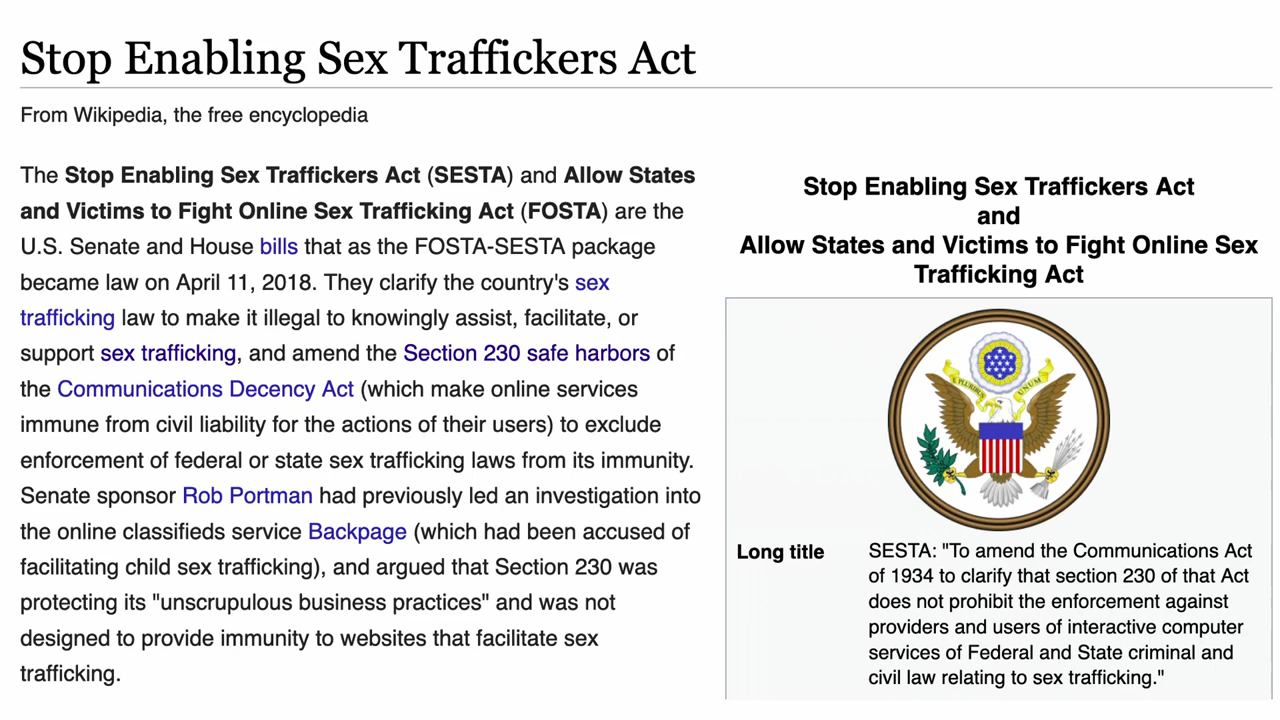 Stop Enabling Sex Traffickers Act
From Wikipedia, the free encyclopedia
The Stop Enabling Sex Traffickers Act (SESTA) and Allow States
and Victims to Fight Online Sex Trafficking Act (FOSTA) are the
U.S. Senate and House bills that as the FOSTA-SESTA package
became law on April 11, 2018. They clarify the country's sex
trafficking law to make it illegal to knowingly assist, facilitate, or
support sex trafficking, and amend the Section 230 safe harbors of
the Communications Decency Act (which make online services
immune from civil liability for the actions of their users) to exclude
enforcement of federal or state sex trafficking laws from its immunity.
Senate sponsor Rob Portman had previously led an investigation into
the online classifieds service Backpage (which had been accused of
facilitating child sex trafficking), and argued that Section 230 was
protecting its "unscrupulous business practices" and was not
designed to provide immunity to websites that facilitate sex
trafficking.
Stop Enabling Sex Traffickers Act
and
Allow States and Victims to Fight Online Sex
Trafficking Act
E PLURIBUS UNUM
Long title
SESTA: "To amend the Communications Act
of 1934 to clarify that section 230 of that Act
does not prohibit the enforcement against
providers and users of interactive computer
services of Federal and State criminal and
civil law relating to sex trafficking."